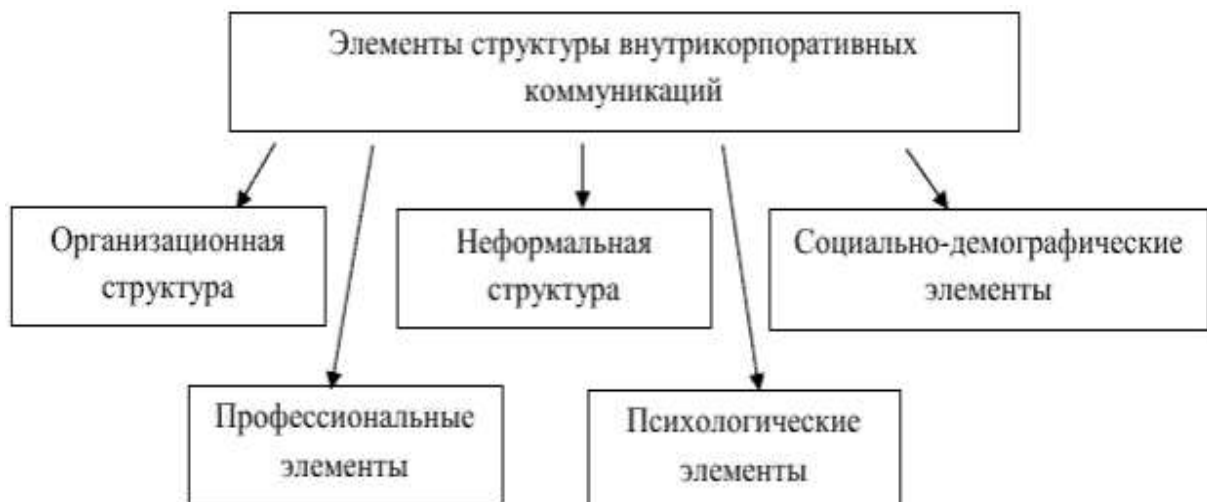 Элементы структуры внутрикорпоративных
коммуникаций
Организационная
структура
Неформальная
структура
Социально-демографические
элементы
Профессиональные
элементы
Психологические
элементы